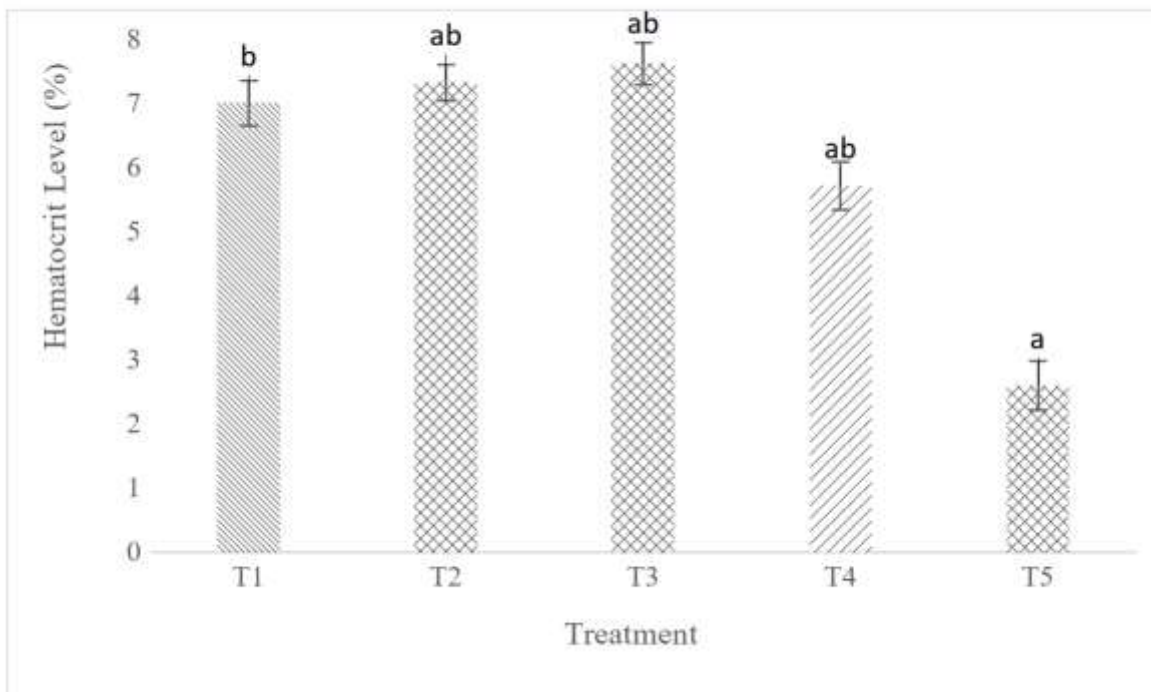 Hematocrit Level (%)
8
7
6
5
4
3
2
1
0
b
ab
ab
ab
a
T1
T2
T3
T4
T5
Treatment